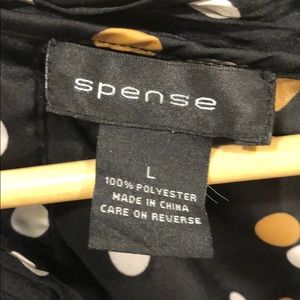 spense
L
100% POLYESTER
MADE IN CHINA
CARE ON REVERSE